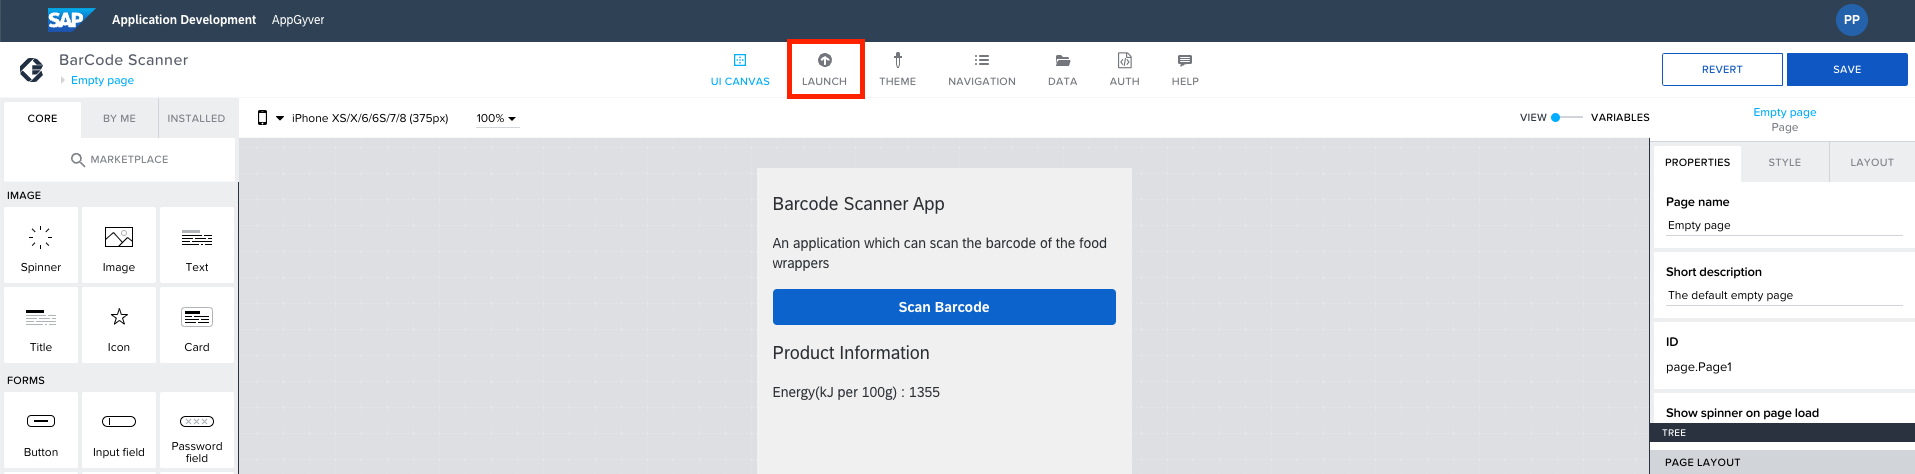 SAP Application Development AppGyver PP
BarCode Scanner
Empty page
UI CANVAS LAUNCH THEME NAVIGATION DATA AUTH HELP
REVERT SAVE
CORE BY ME INSTALLED
MARKETPLACE
iPhone XS/X/6/6S/7/8 (375px) 100%
VIEW VARIABLES
Empty page
Page
PROPERTIES STYLE LAYOUT
IMAGE
Spinner Image Text
Title Icon Card
FORMS
Button Input field Password
field
Barcode Scanner App
An application which can scan the barcode of the food
wrappers
Scan Barcode
Product Information
Energy(kJ per 100g) : 1355
Page name
Empty page
Short description
The default empty page
ID
page.Page1
Show spinner on page load
TREE
PAGE LAYOUT